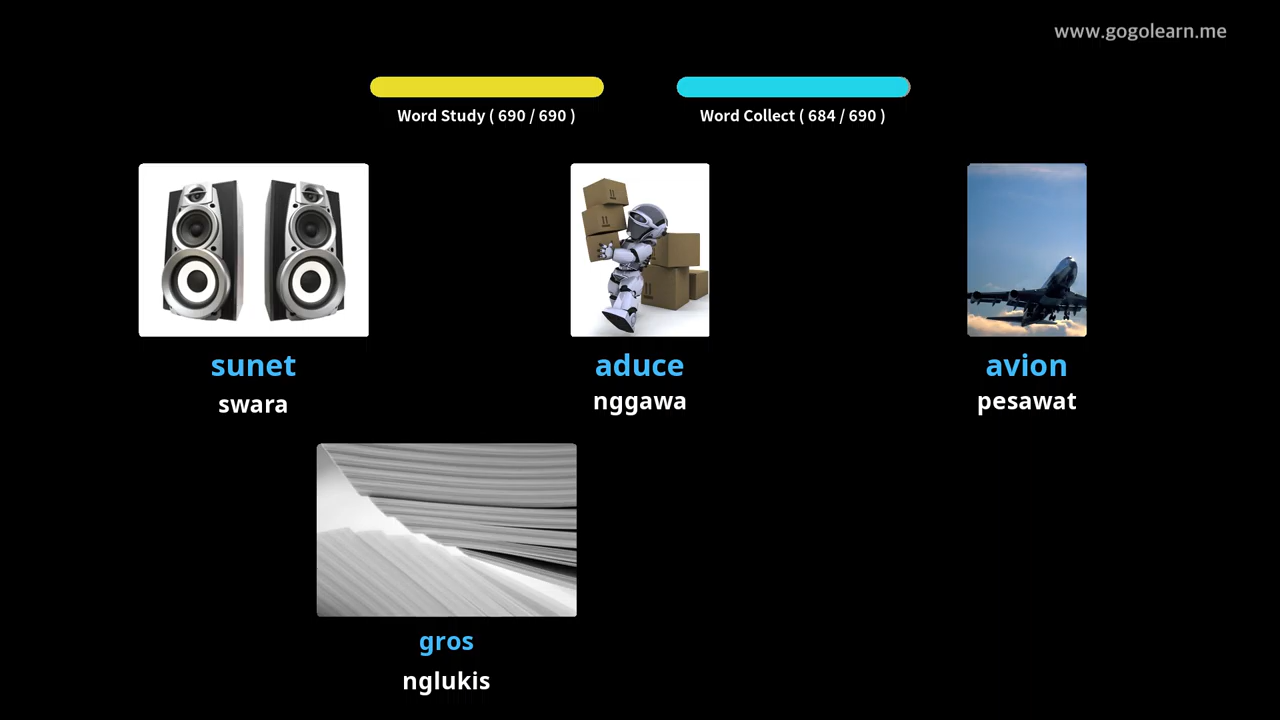 www.gogolearn.me
Word Study ( 690 / 690 )
Word Collect ( 684 / 690 )
sunet
swara
aduce
nggawa
avion
pesawat
gros
nglukis